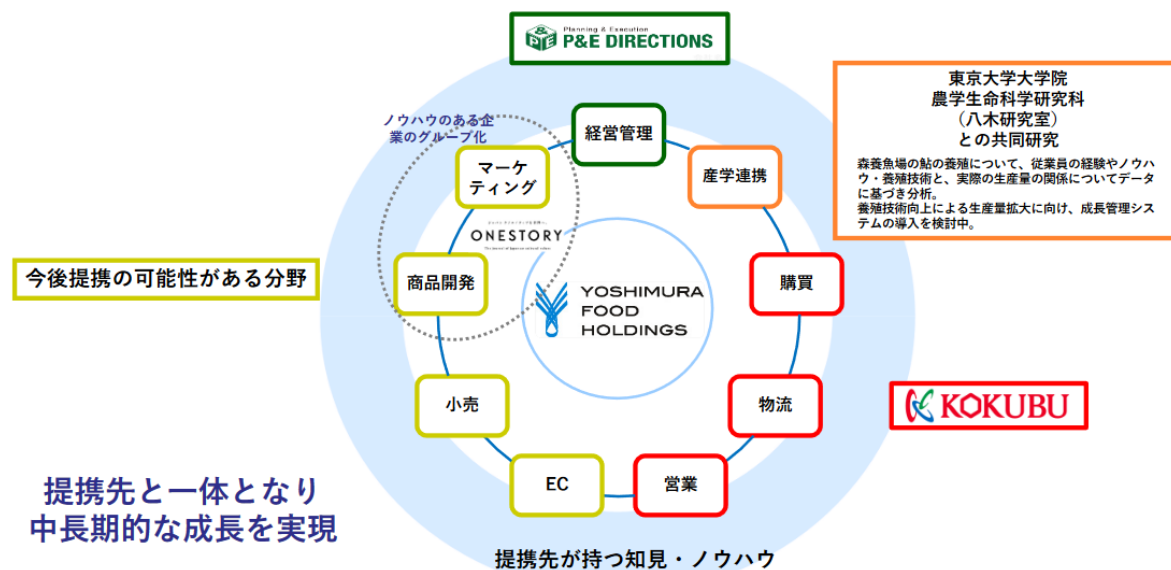 Planning & Execution
P&E DIRECTIONS
東京大学大学院
農学生命科学研究科
（八木研究室）
との共同研究
森養魚場の鮎の養殖について、従業員の経験やノウハ
ウ・養殖技術と、実際の生産量の関係についてデータ
に基づき分析。
養殖技術向上による生産量拡大に向け、成長管理シス
テムの導入を検討中。
ノウハウのある企
業のグループ化
経営管理
マーケ
ティング
産学連携
ONESTORY
今後提携の可能性がある分野
商品開発
購買
YOSHIMURA
FOOD
HOLDINGS
小売
物流
KOKUBU
EC
営業
提携先と一体となり
中長期的な成長を実現
提携先が持つ知見・ノウハウ